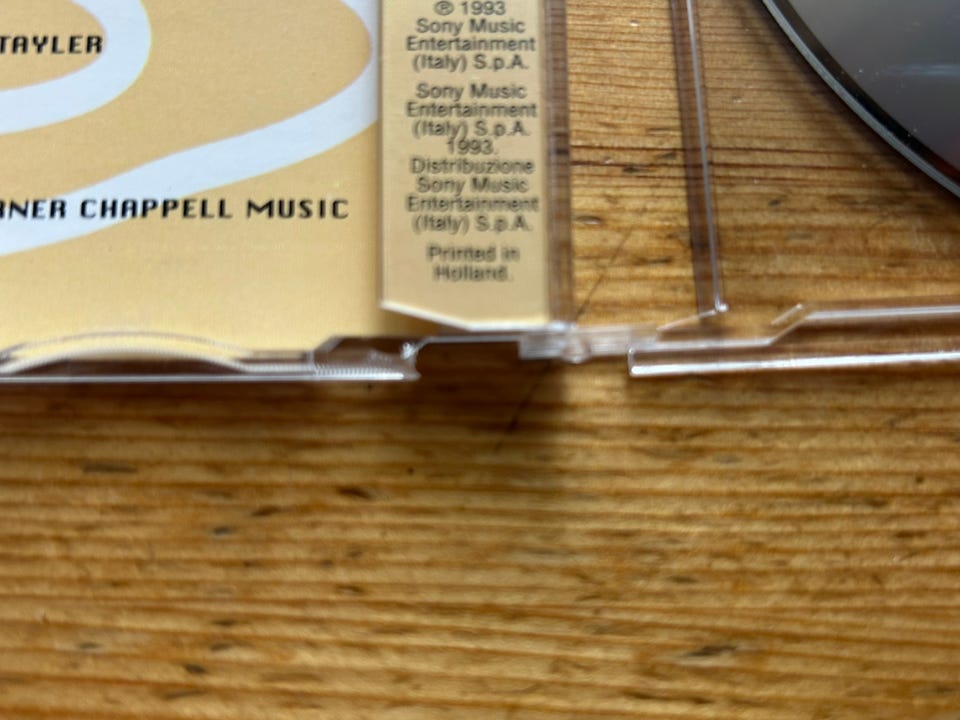 TAYLER
RNER CHAPPELL MUSIC
℗ 1993
Sony Music
Entertainment
(Italy) S.p.A.
Sony Music
Entertainment
(Italy) S.p.A.
1993.
Distribuzione
Sony Music
Entertainment
(Italy) S.p.A.
Printed in
Holland.